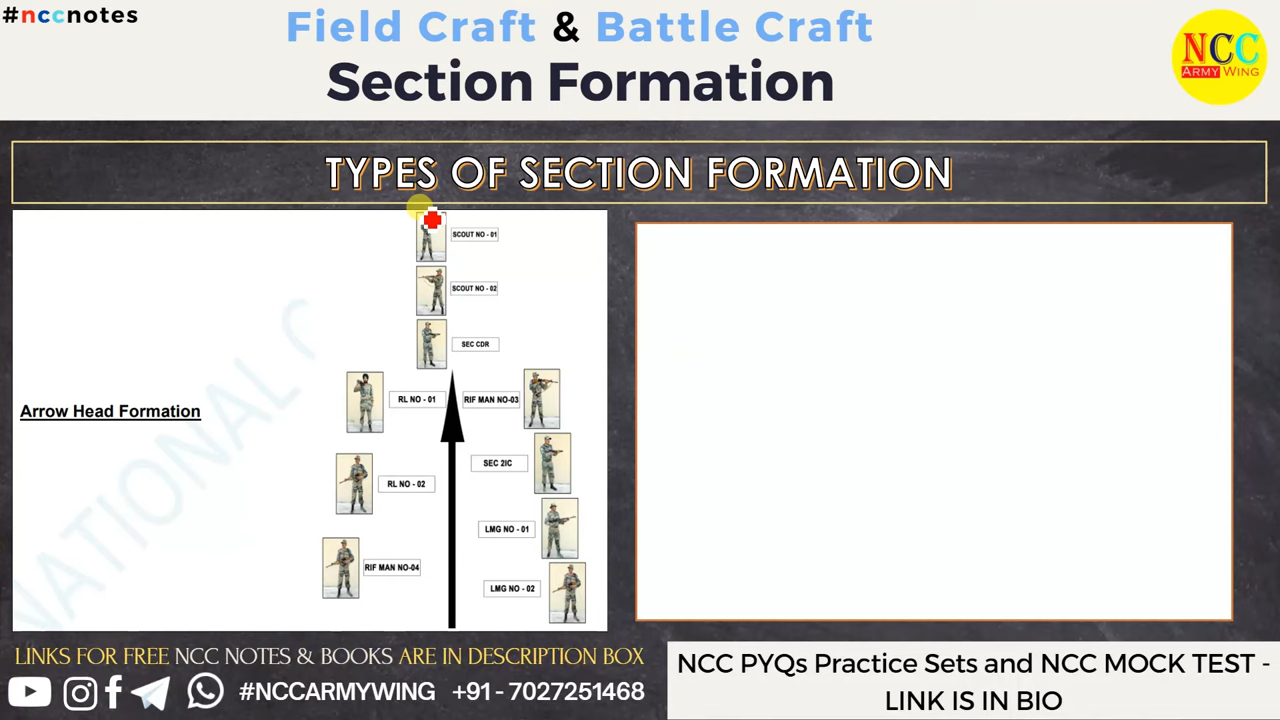 #nccnotes
Field Craft & Battle Craft
Section Formation
NCC
ARMY WING
TYPES OF SECTION FORMATION
SCOUT NO - 01
SCOUT NO - 02
SEC CDR
RL NO - 01
RIF MAN NO-03
Arrow Head Formation
SEC 2IC
RL NO - 02
LMG NO - 01
RIF MAN NO-04
LMG NO - 02
NATIONAL C
LINKS FOR FREE NCC NOTES & BOOKS ARE IN DESCRIPTION BOX
#NCCARMYWING +91 - 7027251468
NCC PYQs Practice Sets and NCC MOCK TEST -
LINK IS IN BIO